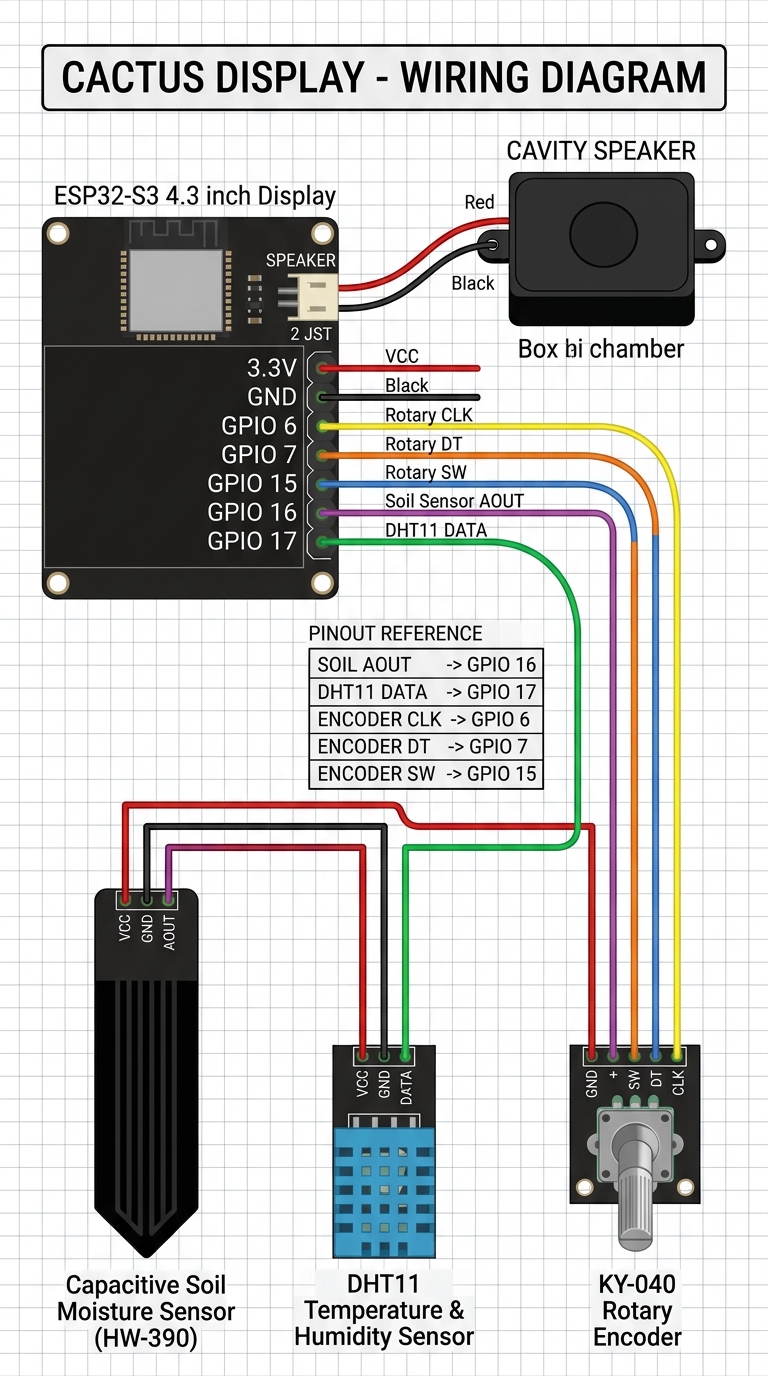 CACTUS DISPLAY - WIRING DIAGRAM
CAVITY SPEAKER
ESP32-S3 4.3 inch Display
Red
SPEAKER
Black
2 JST
Box bi chamber
3.3V
VCC
GND
Black
GPIO 6
Rotary CLK
GPIO 7
Rotary DT
GPIO 15
Rotary SW
GPIO 16
Soil Sensor AOUT
GPIO 17
DHT11 DATA
PINOUT REFERENCE
SOIL AOUT -> GPIO 16
DHT11 DATA -> GPIO 17
ENCODER CLK -> GPIO 6
ENCODER DT -> GPIO 7
ENCODER SW -> GPIO 15
VCC
GND
AOUT
VCC
GND
DATA
GND
+
SW
DT
CLK
Capacitive Soil
Moisture Sensor
(HW-390)
DHT11
Temperature &
Humidity Sensor
KY-040
Rotary
Encoder